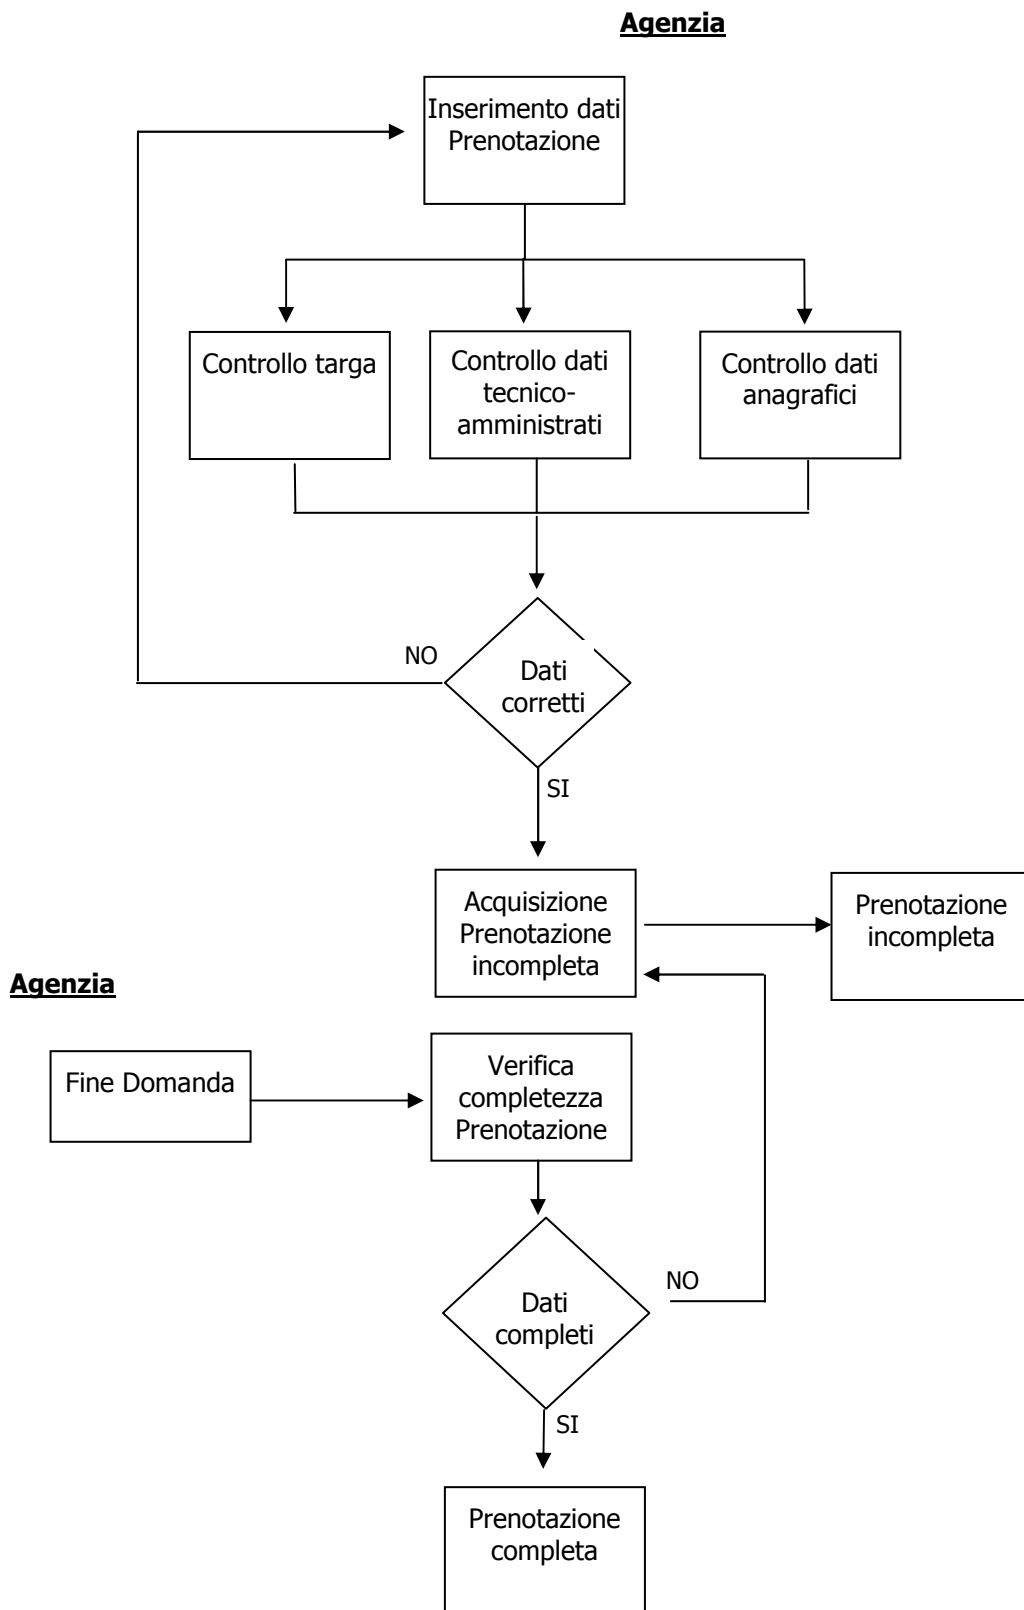 Agenzia
Inserimento dati
Prenotazione
Controllo targa
Controllo dati
tecnico-
amministrati
Controllo dati
anagrafici
NO
Dati
corretti
SI
Acquisizione
Prenotazione
incompleta
Prenotazione
incompleta
Agenzia
Fine Domanda
Verifica
completezza
Prenotazione
NO
Dati
completi
SI
Prenotazione
completa